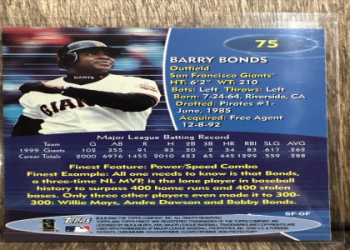 75
BARRY BONDS
Outfield
San Francisco Giants®
HT: 6'2" WT: 210
Bats: Left Throws: Left
Born: 7-24-64, Riverside, CA
Drafted: Pirates #1-
June, 1985
Acquired: Free Agent
12-8-92
GIANTS
Major League Batting Record
Team G AB R H 2B 3B HR RBI SLG AVG
1999 Giants 102 355 91 93 20 2 34 83 .617 .262
Career Totals 2000 6976 1455 2010 423 65 445 1299 .559 .288
Finest Feature: Power/Speed Combo
Finest Example: All one needs to know is that Bonds,
a three-time NL MVP, is the lone player in baseball
history to surpass 400 home runs and 400 stolen
bases. Only three other players even made it to 300-
300: Willie Mays, Andre Dawson and Bobby Bonds.
Topps
SF-OF